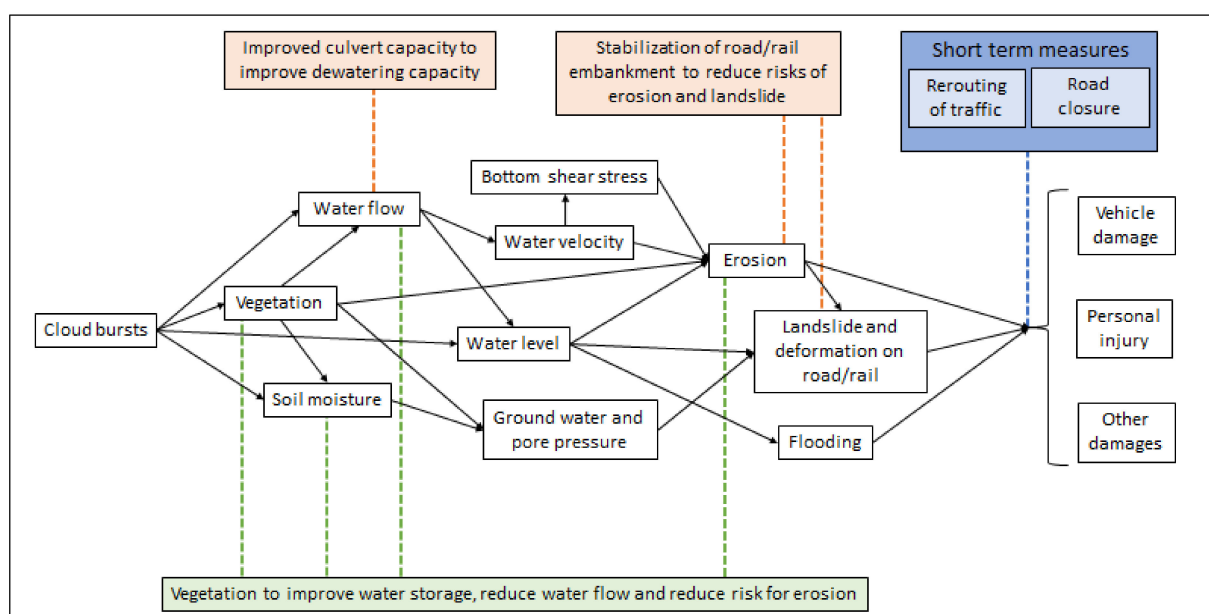 Improved culvert capacity to
improve dewatering capacity
Stabilization of road/rail
embankment to reduce risks of
erosion and landslide
Short term measures
Rerouting
of traffic
Road
closure
Bottom shear stress
Water flow
Water velocity
Vehicle
damage
Erosion
Vegetation
Cloud bursts
Water level
Landslide and
deformation on
road/rail
Personal
injury
Soil moisture
Ground water and
pore pressure
Flooding
Other
damages
Vegetation to improve water storage, reduce water flow and reduce risk for erosion